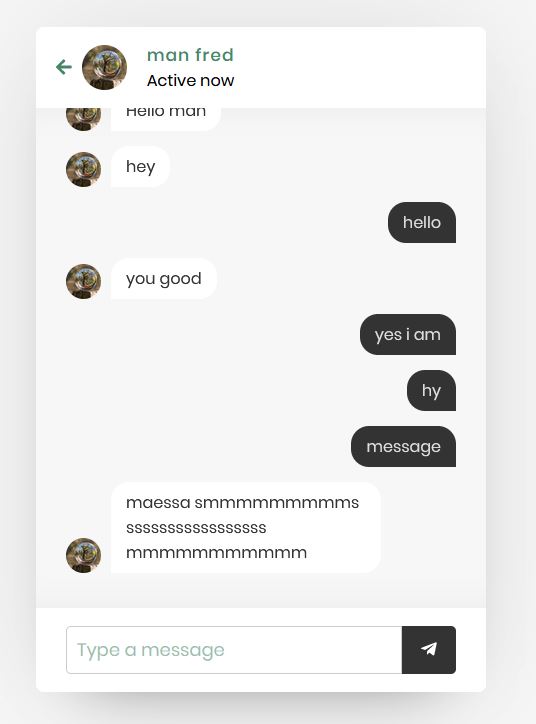 man fred
Active now
Hello man
hey
hello
you good
yes i am
hy
message
maessa smmmmmmmmms
sssssssssssssssss
mmmmmmmmmmm
Type a message